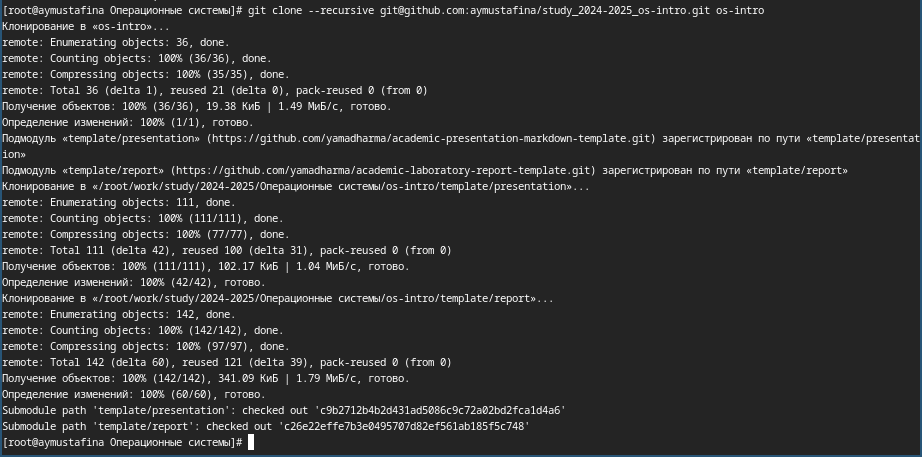 [root@aymustafina Операционные системы]# git clone --recursive git@github.com:aymustafina/study_2024-2025_os-intro.git os-intro
Клонирование в «os-intro»...
remote: Enumerating objects: 36, done.
remote: Counting objects: 100% (36/36), done.
remote: Compressing objects: 100% (35/35), done.
remote: Total 36 (delta 1), reused 21 (delta 0), pack-reused 0 (from 0)
Получение объектов: 100% (36/36), 19.38 КиБ | 1.49 МиБ/с, готово.
Определение изменений: 100% (1/1), готово.
Подмодуль «template/presentation» (https://github.com/yamadharma/academic-presentation-markdown-template.git) зарегистрирован по пути «template/presentat
ion»
Подмодуль «template/report» (https://github.com/yamadharma/academic-laboratory-report-template.git) зарегистрирован по пути «template/report»
Клонирование в «/root/work/study/2024-2025/Операционные системы/os-intro/template/presentation»...
remote: Enumerating objects: 111, done.
remote: Counting objects: 100% (111/111), done.
remote: Compressing objects: 100% (77/77), done.
remote: Total 111 (delta 42), reused 100 (delta 31), pack-reused 0 (from 0)
Получение объектов: 100% (111/111), 102.17 КиБ | 1.04 МиБ/с, готово.
Определение изменений: 100% (42/42), готово.
Клонирование в «/root/work/study/2024-2025/Операционные системы/os-intro/template/report»...
remote: Enumerating objects: 142, done.
remote: Counting objects: 100% (142/142), done.
remote: Compressing objects: 100% (97/97), done.
remote: Total 142 (delta 60), reused 121 (delta 39), pack-reused 0 (from 0)
Получение объектов: 100% (142/142), 341.09 КиБ | 1.79 МиБ/с, готово.
Определение изменений: 100% (60/60), готово.
Submodule path 'template/presentation': checked out 'c9b2712b4b2d431ad5086c9c72a02bd2fca1d4a6'
Submodule path 'template/report': checked out 'c26e22effe7b3e0495707d82ef561ab185f5c748'
[root@aymustafina Операционные системы]#